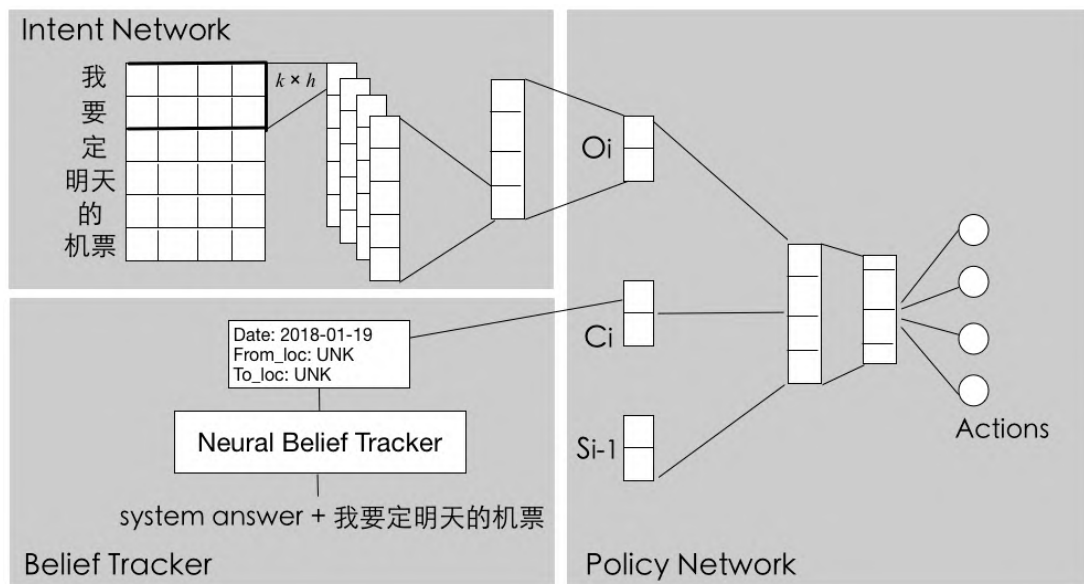 Intent Network
我
要
定
明天
的
机票
k × h
Oi
Date: 2018-01-19
From_loc: UNK
To_loc: UNK
Neural Belief Tracker
system answer + 我要定明天的机票
Belief Tracker
Ci
Si-1
Actions
Policy Network